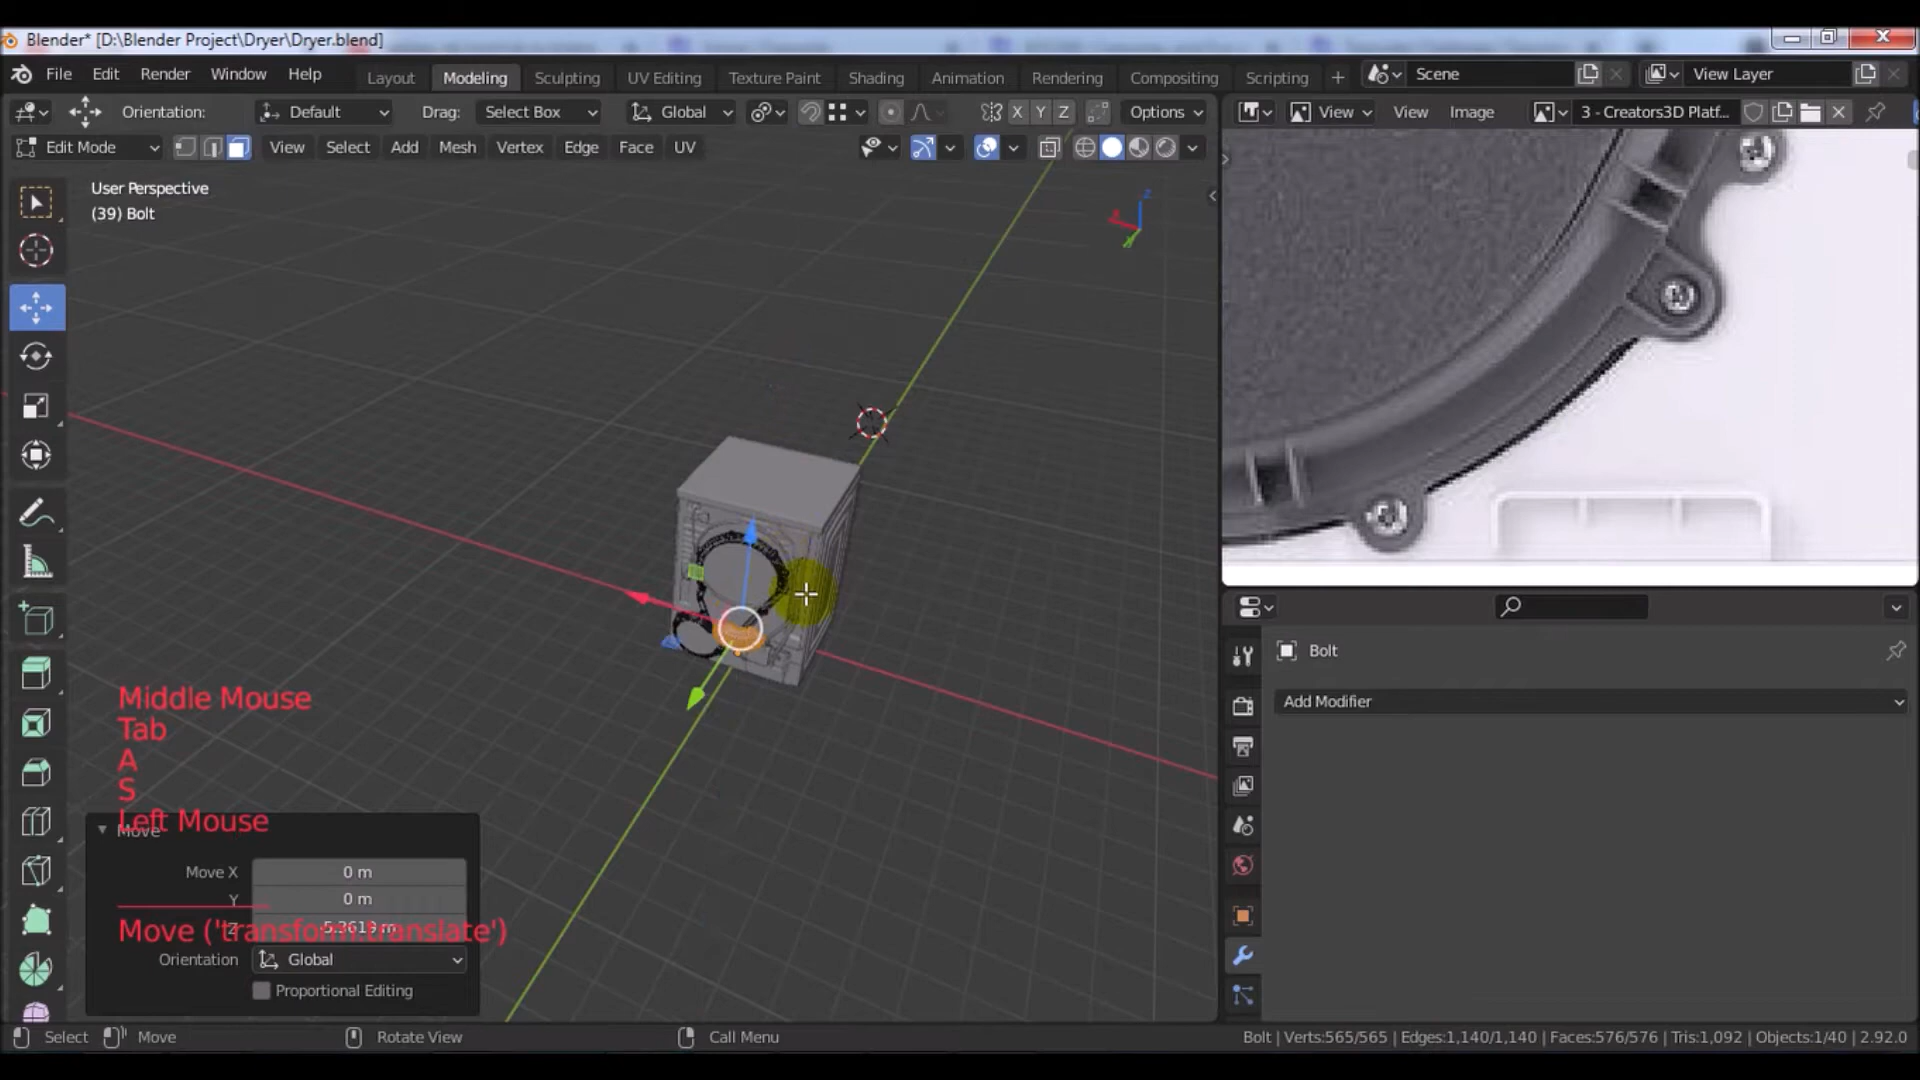 Blender* [D:\Blender Project\Dryer\Dryer.blend]
File Edit Render Window Help Layout Modeling Sculpting UV Editing Texture Paint Shading Animation Rendering Compositing Scripting + Scene View Layer
Orientation: Default Drag: Select Box Global X Y Z Options View View Image 3 - Creators3D Platf...
Edit Mode View Select Add Mesh Vertex Edge Face UV
User Perspective
(39) Bolt
Z
Bolt
Add Modifier
Middle Mouse
Tab
A
S
Left Mouse
Move
Move X 0 m
Y 0 m
Z
Move ('transform.translate')
Orientation Global
Proportional Editing
Select Move Rotate View Call Menu Bolt | Verts:565/565 | Edges:1,140/1,140 | Faces:576/576 | Tris:1,092 | Objects:1/40 | 2.92.0